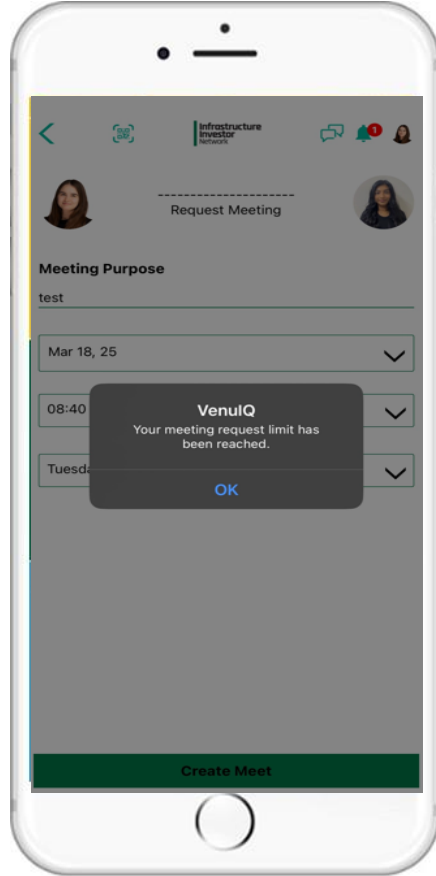 Infrastructure
Investor
Network
1
Request Meeting
Meeting Purpose
test
Mar 18, 25
08:40
VenuIQ
Your meeting request limit has
been reached.
Tuesda
OK
Create Meet